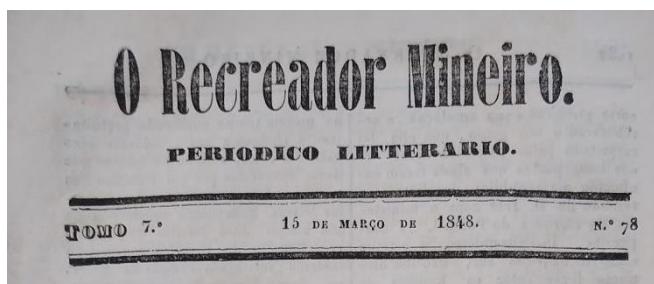 O Recreador Mineiro.
PERIODICO LITTERARIO.
TOMO 7.º 15 DE MARÇO DE 1848. N.º 78